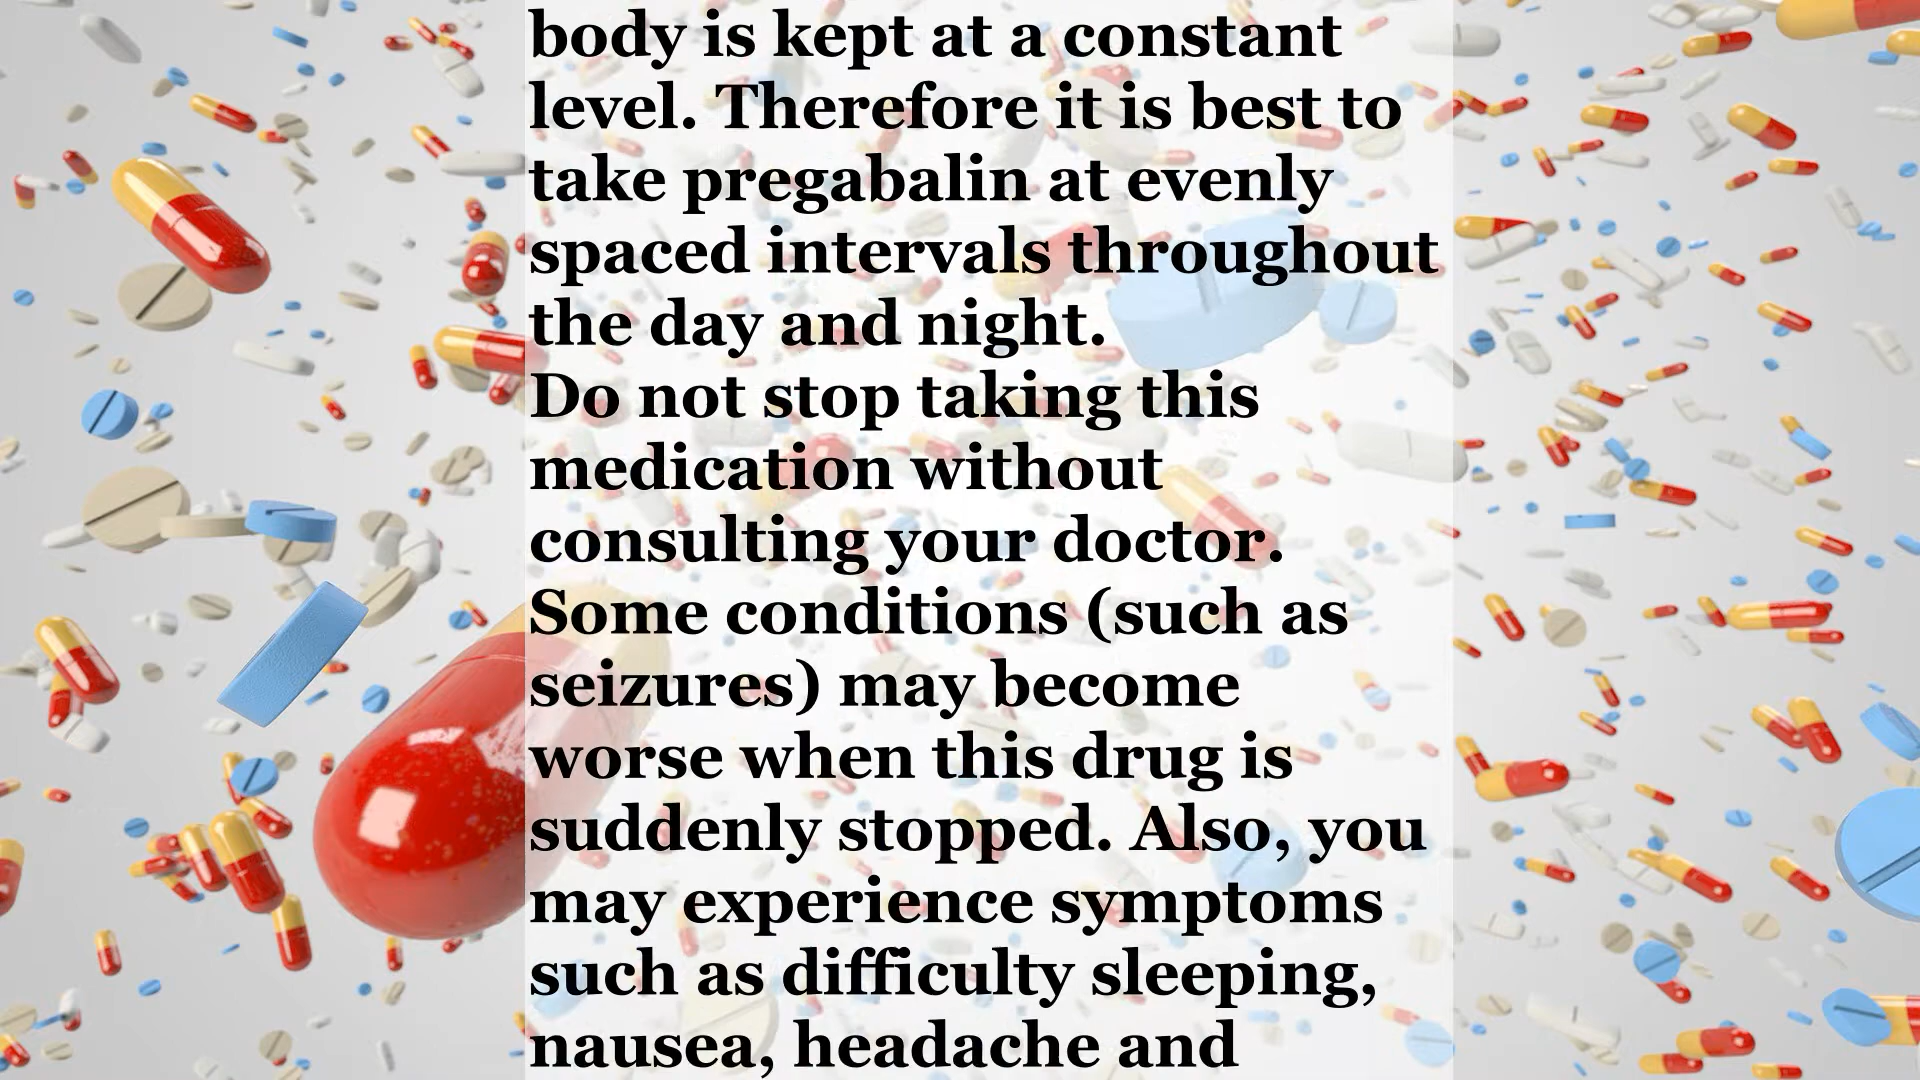 body is kept at a constant
level. Therefore it is best to
take pregabalin at evenly
spaced intervals throughout
the day and night.
Do not stop taking this
medication without
consulting your doctor.
Some conditions (such as
seizures) may become
worse when this drug is
suddenly stopped. Also, you
may experience symptoms
such as difficulty sleeping,
nausea, headache and